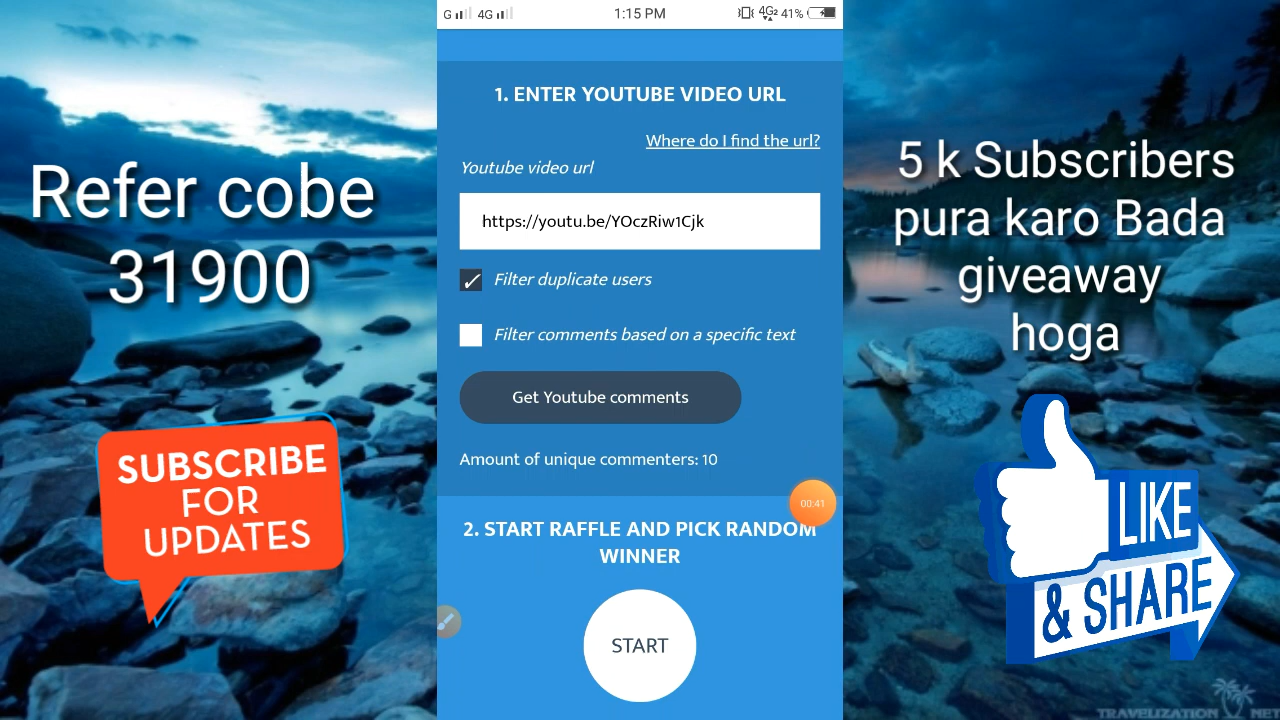 G 4G 1:15 PM 4G2 41%
1. ENTER YOUTUBE VIDEO URL
Where do I find the url?
Youtube video url
https://youtu.be/YOczRiw1Cjk
Filter duplicate users
Filter comments based on a specific text
Get Youtube comments
Amount of unique commenters: 10
00:41
2. START RAFFLE AND PICK RANDOM
WINNER
START
Refer cobe
31900
SUBSCRIBE
FOR
UPDATES
5 k Subscribers
pura karo Bada
giveaway
hoga
LIKE
& SHARE
TRAVELIZATION NET